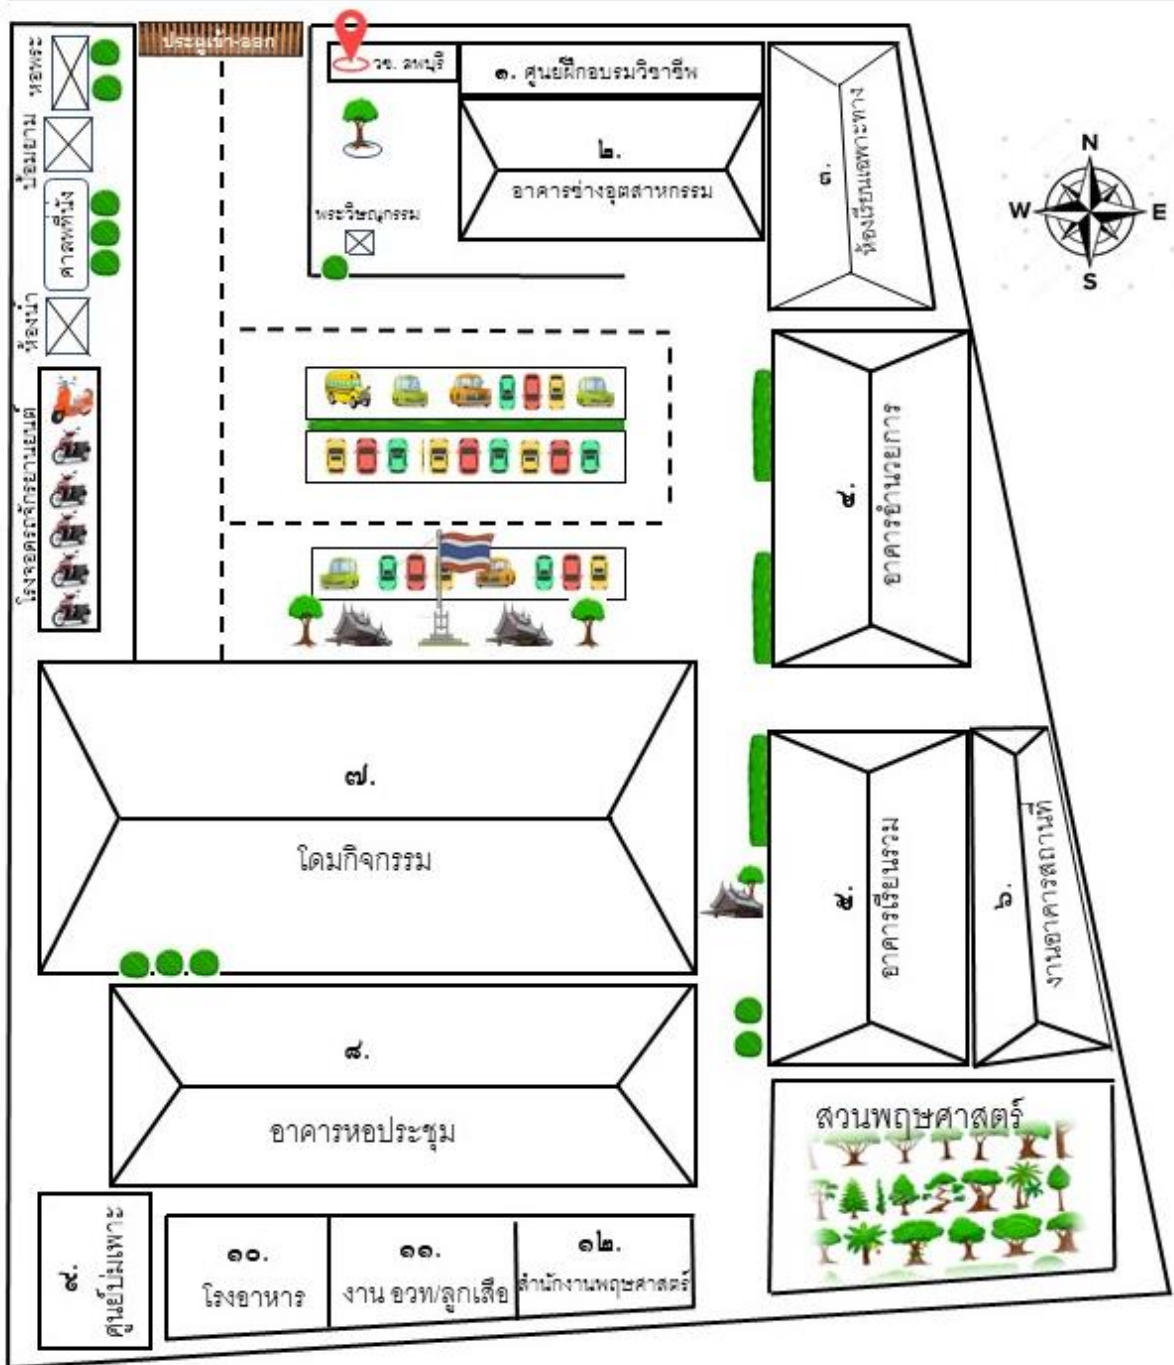 ประตูเข้า-ออก
วช. ลพบุรี
๑. ศูนย์ฝึกอบรมวิชาชีพ
๒.
อาคารช่างอุตสาหกรรม
๓.
ห้องเรียนเฉพาะทาง
หอพระ
ป้อมยาม
ศาลที่พัก
ห้องน้ำ
โรงจอดรถจักรยานยนต์
พระวิษณุกรรม
N
W
E
S
๔.
อาคารอำนวยการ
๗.
โดมกิจกรรม
๕.
อาคารเรียนรวม
๖.
งานอาคารสถานที่
๘.
อาคารหอประชุม
สวนพฤษศาสตร์
๙.
ศูนย์บ่มเพาะ
๑๐.
โรงอาหาร
๑๑.
งาน อวท/ลูกเสือ
๑๒.
สำนักงานพฤษศาสตร์